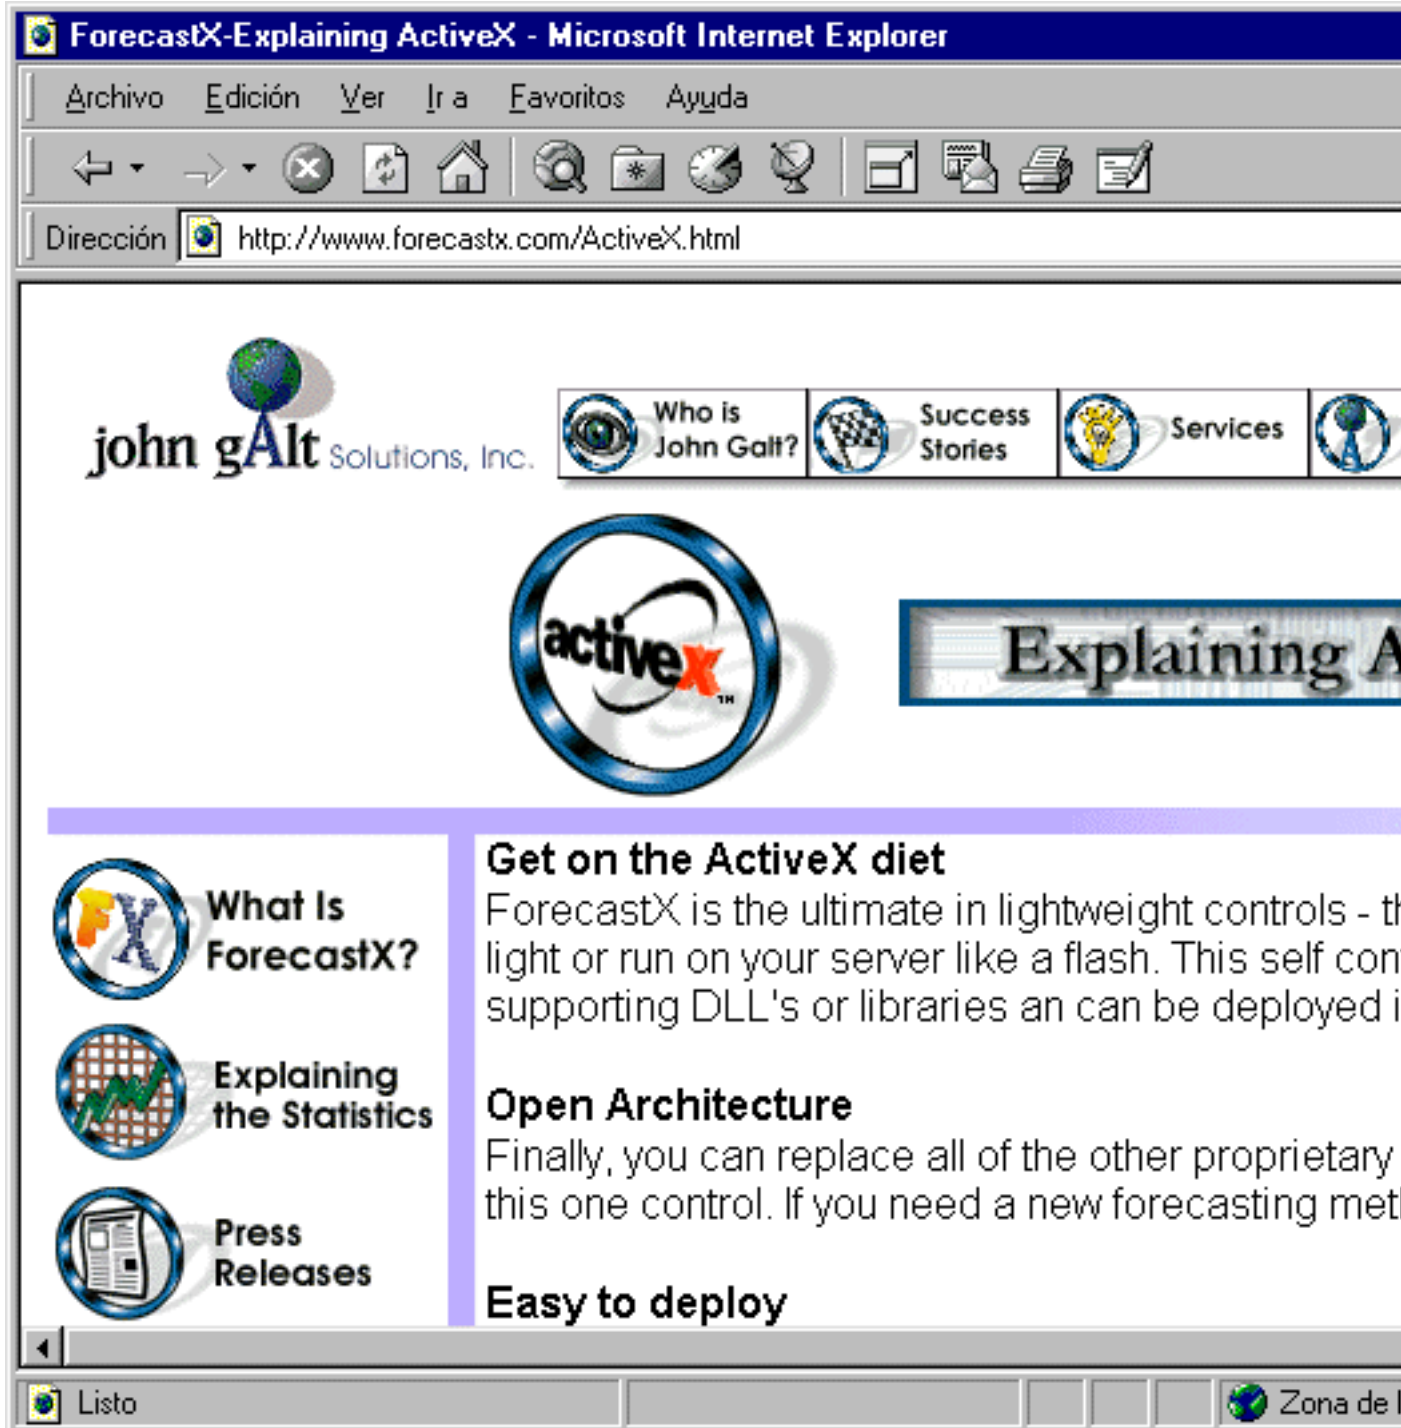 ForecastX-Explaining ActiveX - Microsoft Internet Explorer
Archivo Edición Ver Ir a Favoritos Ayuda
Dirección http://www.forecastx.com/ActiveX.html
john gAlt Solutions, Inc.
Who is
John Galt?
Success
Stories
Services
activex TM
Explaining A
Get on the ActiveX diet
ForecastX is the ultimate in lightweight controls -
light or run on your server like a flash. This self
supporting DLL's or libraries an can be deployed
Open Architecture
Finally, you can replace all of the other proprietary
this one control. If you need a new forecasting
Easy to deploy
FX
What Is
ForecastX?
Explaining
the Statistics
Press
Releases
Listo
Zona de